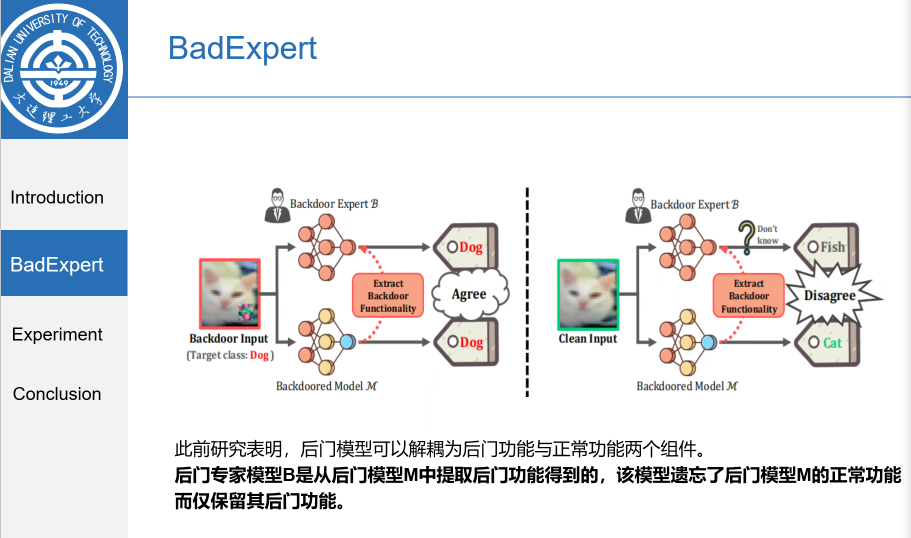 DALIAN UNIVERSITY OF TECHNOLOGY
1949
大连理工大学
BadExpert
Introduction
BadExpert
Experiment
Conclusion
Backdoor Expert B
Dog
Extract
Backdoor
Functionality
Agree
Backdoor Input
(Target class: Dog )
Dog
Backdoored Model M
Backdoor Expert B
Don't
know
Fish
Extract
Backdoor
Functionality
Disagree
Clean Input
Cat
Backdoored Model M
此前研究表明，后门模型可以解耦为后门功能与正常功能两个组件。
后门专家模型B是从后门模型M中提取后门功能得到的，该模型遗忘了后门模型M的正常功能
而仅保留其后门功能。